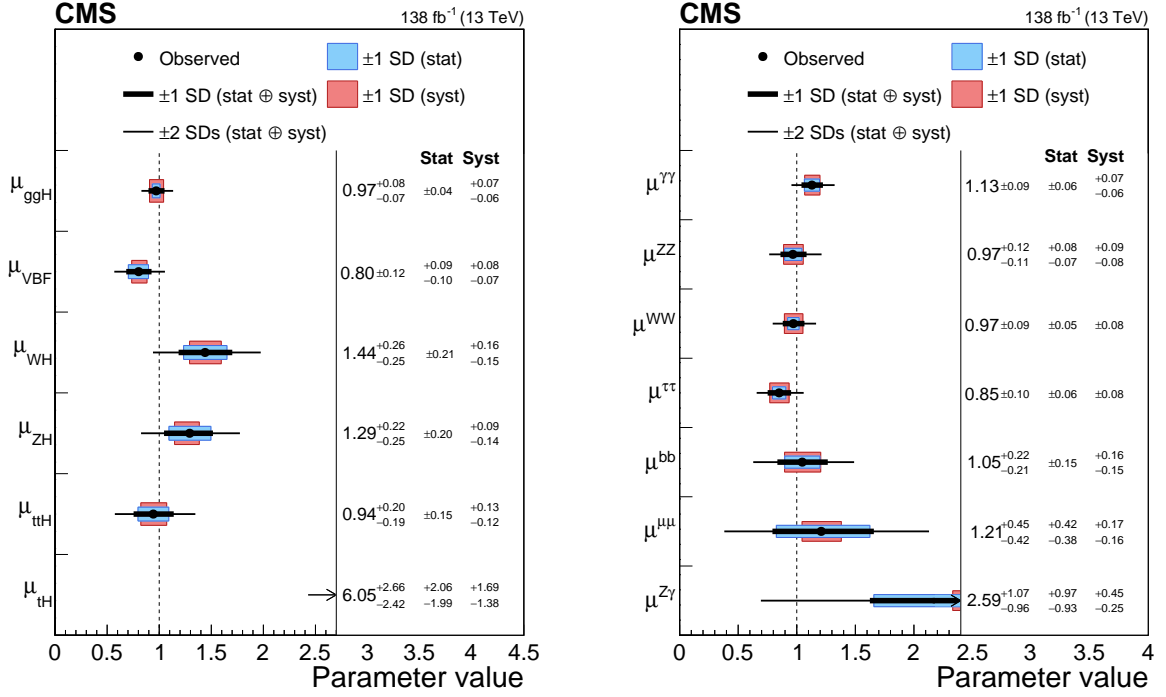 CMS 138 fb⁻¹ (13 TeV)
Observed ±1 SD (stat)
±1 SD (stat ⊕ syst) ±1 SD (syst)
±2 SDs (stat ⊕ syst)
Stat Syst
μggH 0.97 +0.08 −0.07 ±0.04 +0.07 −0.06
μVBF 0.80 ±0.12 +0.09 −0.10 +0.08 −0.07
μWH 1.44 +0.26 −0.25 ±0.21 +0.16 −0.15
μZH 1.29 +0.22 −0.25 ±0.20 +0.09 −0.14
μttH 0.94 +0.20 −0.19 ±0.15 +0.13 −0.12
μtH 6.05 +2.66 −2.42 +2.06 −1.99 +1.69 −1.38
0 0.5 1 1.5 2 2.5 3 3.5 4 4.5
Parameter value
CMS 138 fb⁻¹ (13 TeV)
Observed ±1 SD (stat)
±1 SD (stat ⊕ syst) ±1 SD (syst)
±2 SDs (stat ⊕ syst)
Stat Syst
μγγ 1.13 ±0.09 ±0.06 +0.07 −0.06
μZZ 0.97 +0.12 −0.11 +0.08 −0.07 +0.09 −0.08
μWW 0.97 ±0.09 ±0.05 ±0.08
μττ 0.85 ±0.10 ±0.06 ±0.08
μbb 1.05 +0.22 −0.21 ±0.15 +0.16 −0.15
μμμ 1.21 +0.45 −0.42 +0.42 −0.38 +0.17 −0.16
μZγ 2.59 +1.07 −0.96 +0.97 −0.93 +0.45 −0.25
0 0.5 1 1.5 2 2.5 3 3.5 4
Parameter value